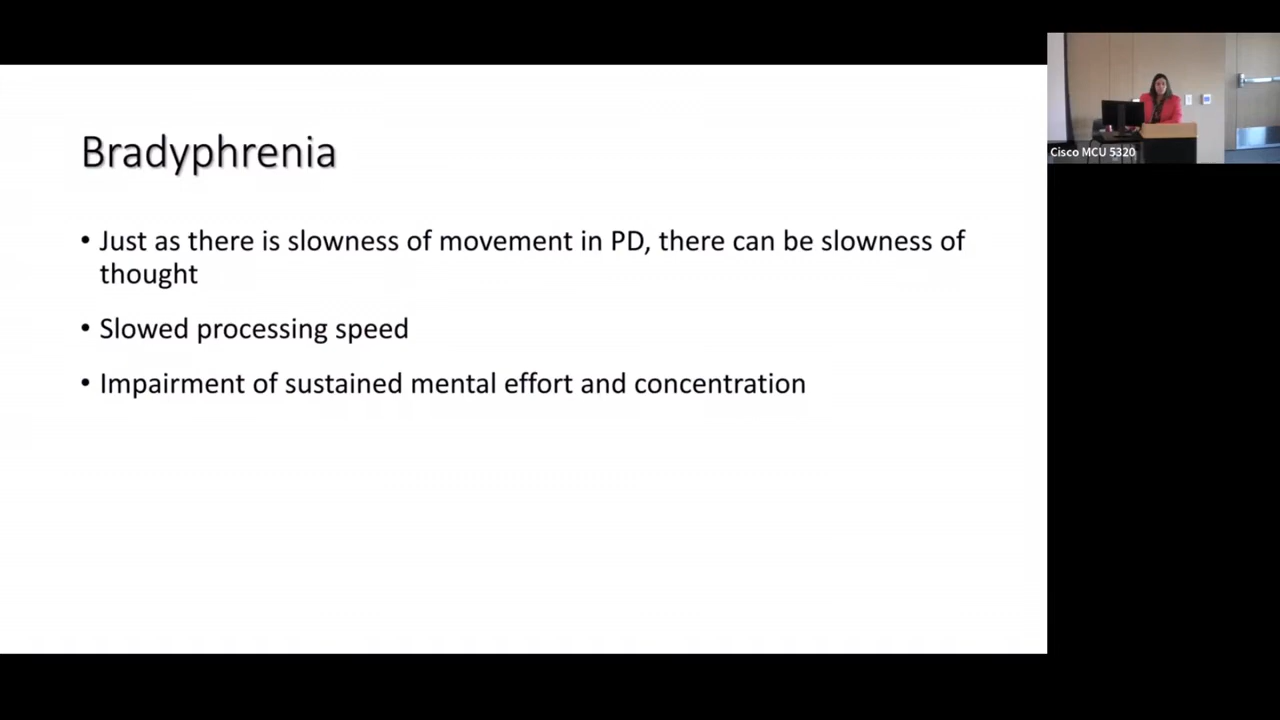 Bradyphrenia
• Just as there is slowness of movement in PD, there can be slowness of
thought
• Slowed processing speed
• Impairment of sustained mental effort and concentration
Cisco MCU 5320